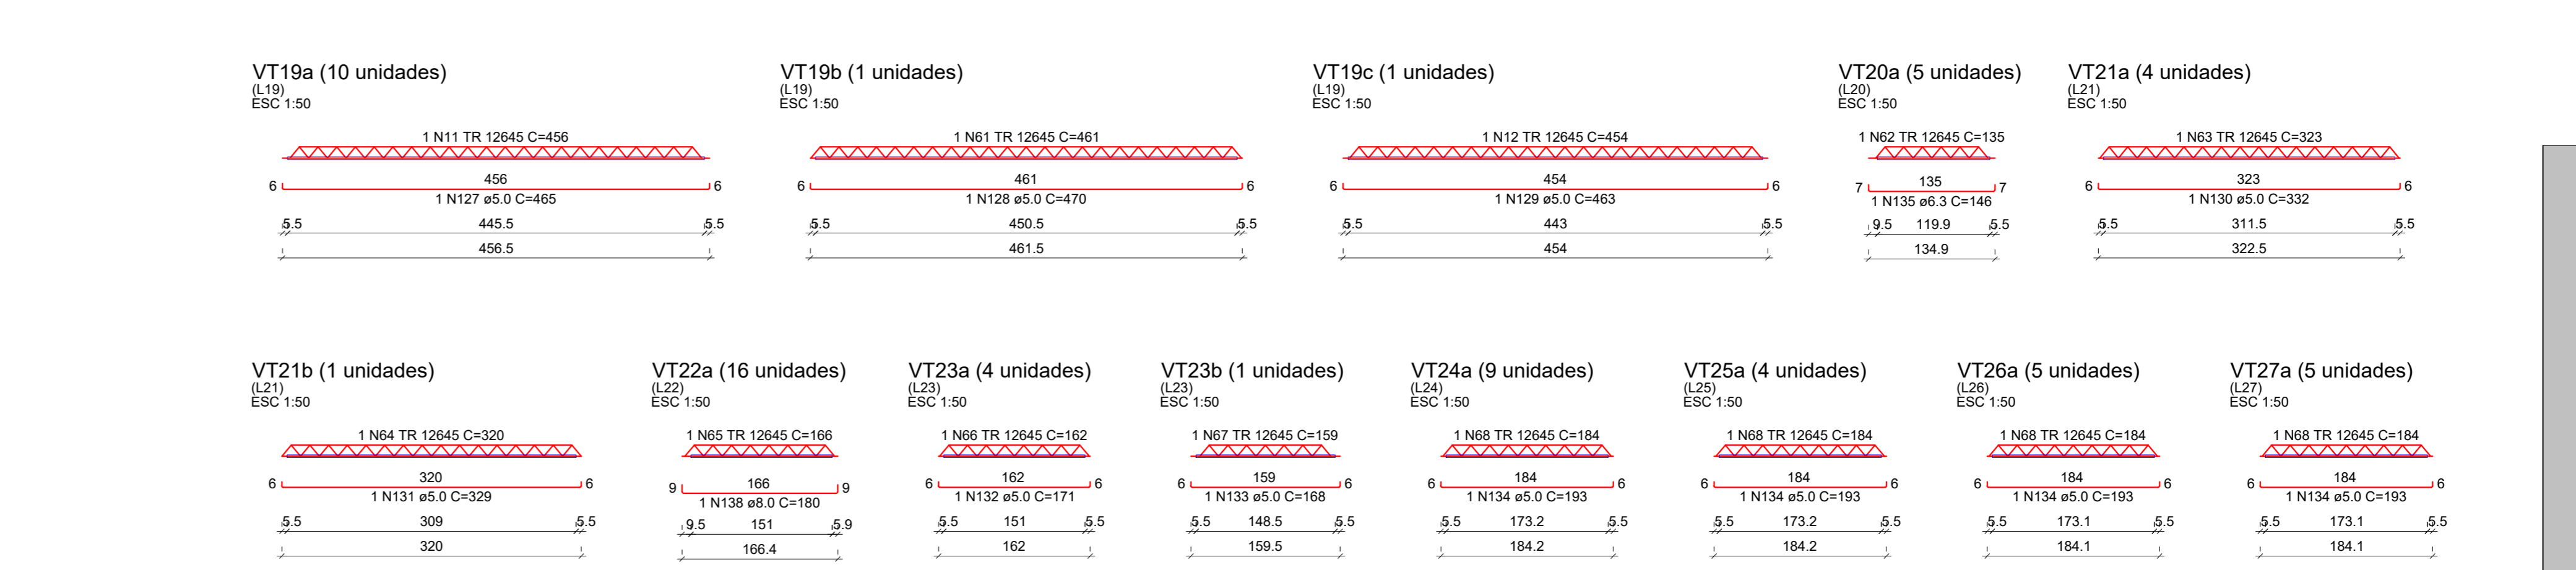 VT19a (10 unidades)
(L19)
ESC 1:50
1 N11 TR 12645 C=456
6 456 6
1 N127 ø5.0 C=465
5.5 445.5 5.5
456.5
VT19b (1 unidades)
(L19)
ESC 1:50
1 N61 TR 12645 C=461
6 461 6
1 N128 ø5.0 C=470
5.5 450.5 5.5
461.5
VT19c (1 unidades)
(L19)
ESC 1:50
1 N12 TR 12645 C=454
6 454 6
1 N129 ø5.0 C=463
5.5 443 5.5
454
VT20a (5 unidades)
(L20)
ESC 1:50
1 N62 TR 12645 C=135
7 135 7
1 N135 ø6.3 C=146
9.5 119.9 5.5
134.9
VT21a (4 unidades)
(L21)
ESC 1:50
1 N63 TR 12645 C=323
6 323 6
1 N130 ø5.0 C=332
5.5 311.5 5.5
322.5
VT21b (1 unidades)
(L21)
ESC 1:50
1 N64 TR 12645 C=320
6 320 6
1 N131 ø5.0 C=329
5.5 309 5.5
320
VT22a (16 unidades)
(L22)
ESC 1:50
1 N65 TR 12645 C=166
9 166 9
1 N138 ø8.0 C=180
9.5 151 5.9
166.4
VT23a (4 unidades)
(L23)
ESC 1:50
1 N66 TR 12645 C=162
6 162 6
1 N132 ø5.0 C=171
5.5 151 5.5
162
VT23b (1 unidades)
(L23)
ESC 1:50
1 N67 TR 12645 C=159
6 159 6
1 N133 ø5.0 C=168
5.5 148.5 5.5
159.5
VT24a (9 unidades)
(L24)
ESC 1:50
1 N68 TR 12645 C=184
6 184 6
1 N134 ø5.0 C=193
5.5 173.2 5.5
184.2
VT25a (4 unidades)
(L25)
ESC 1:50
1 N68 TR 12645 C=184
6 184 6
1 N134 ø5.0 C=193
5.5 173.2 5.5
184.2
VT26a (5 unidades)
(L26)
ESC 1:50
1 N68 TR 12645 C=184
6 184 6
1 N134 ø5.0 C=193
5.5 173.1 5.5
184.1
VT27a (5 unidades)
(L27)
ESC 1:50
1 N68 TR 12645 C=184
6 184 6
1 N134 ø5.0 C=193
5.5 173.1 5.5
184.1